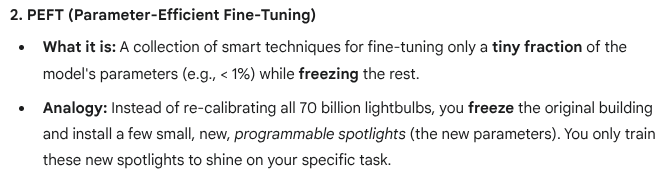 2. PEFT (Parameter-Efficient Fine-Tuning)
• What it is: A collection of smart techniques for fine-tuning only a tiny fraction of the
model's parameters (e.g., < 1%) while freezing the rest.
• Analogy: Instead of re-calibrating all 70 billion lightbulbs, you freeze the original building
and install a few small, new, programmable spotlights (the new parameters). You only train
these new spotlights to shine on your specific task.